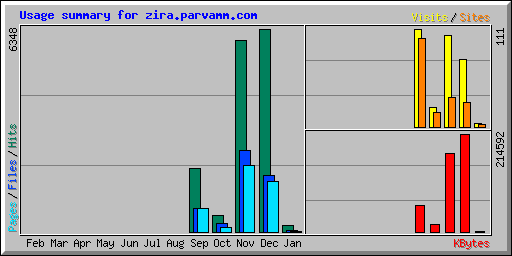 Usage summary for zira.parvamm.com
Visits/Sites
6348
111
Pages/Files/Hits
214592
Feb Mar Apr May Jun Jul Aug Sep Oct Nov Dec Jan
KBytes